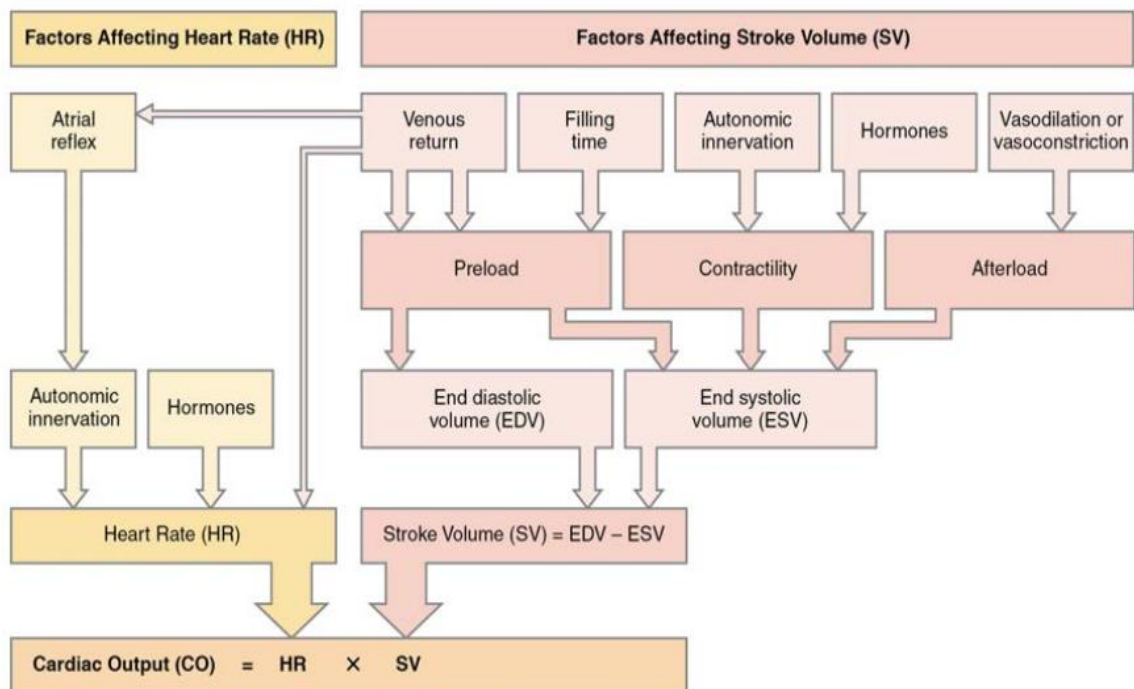 Factors Affecting Heart Rate (HR)
Factors Affecting Stroke Volume (SV)
Atrial
reflex
Venous
return
Filling
time
Autonomic
innervation
Hormones
Vasodilation or
vasoconstriction
Preload
Contractility
Afterload
Autonomic
innervation
Hormones
End diastolic
volume (EDV)
End systolic
volume (ESV)
Heart Rate (HR)
Stroke Volume (SV) = EDV – ESV
Cardiac Output (CO) = HR × SV